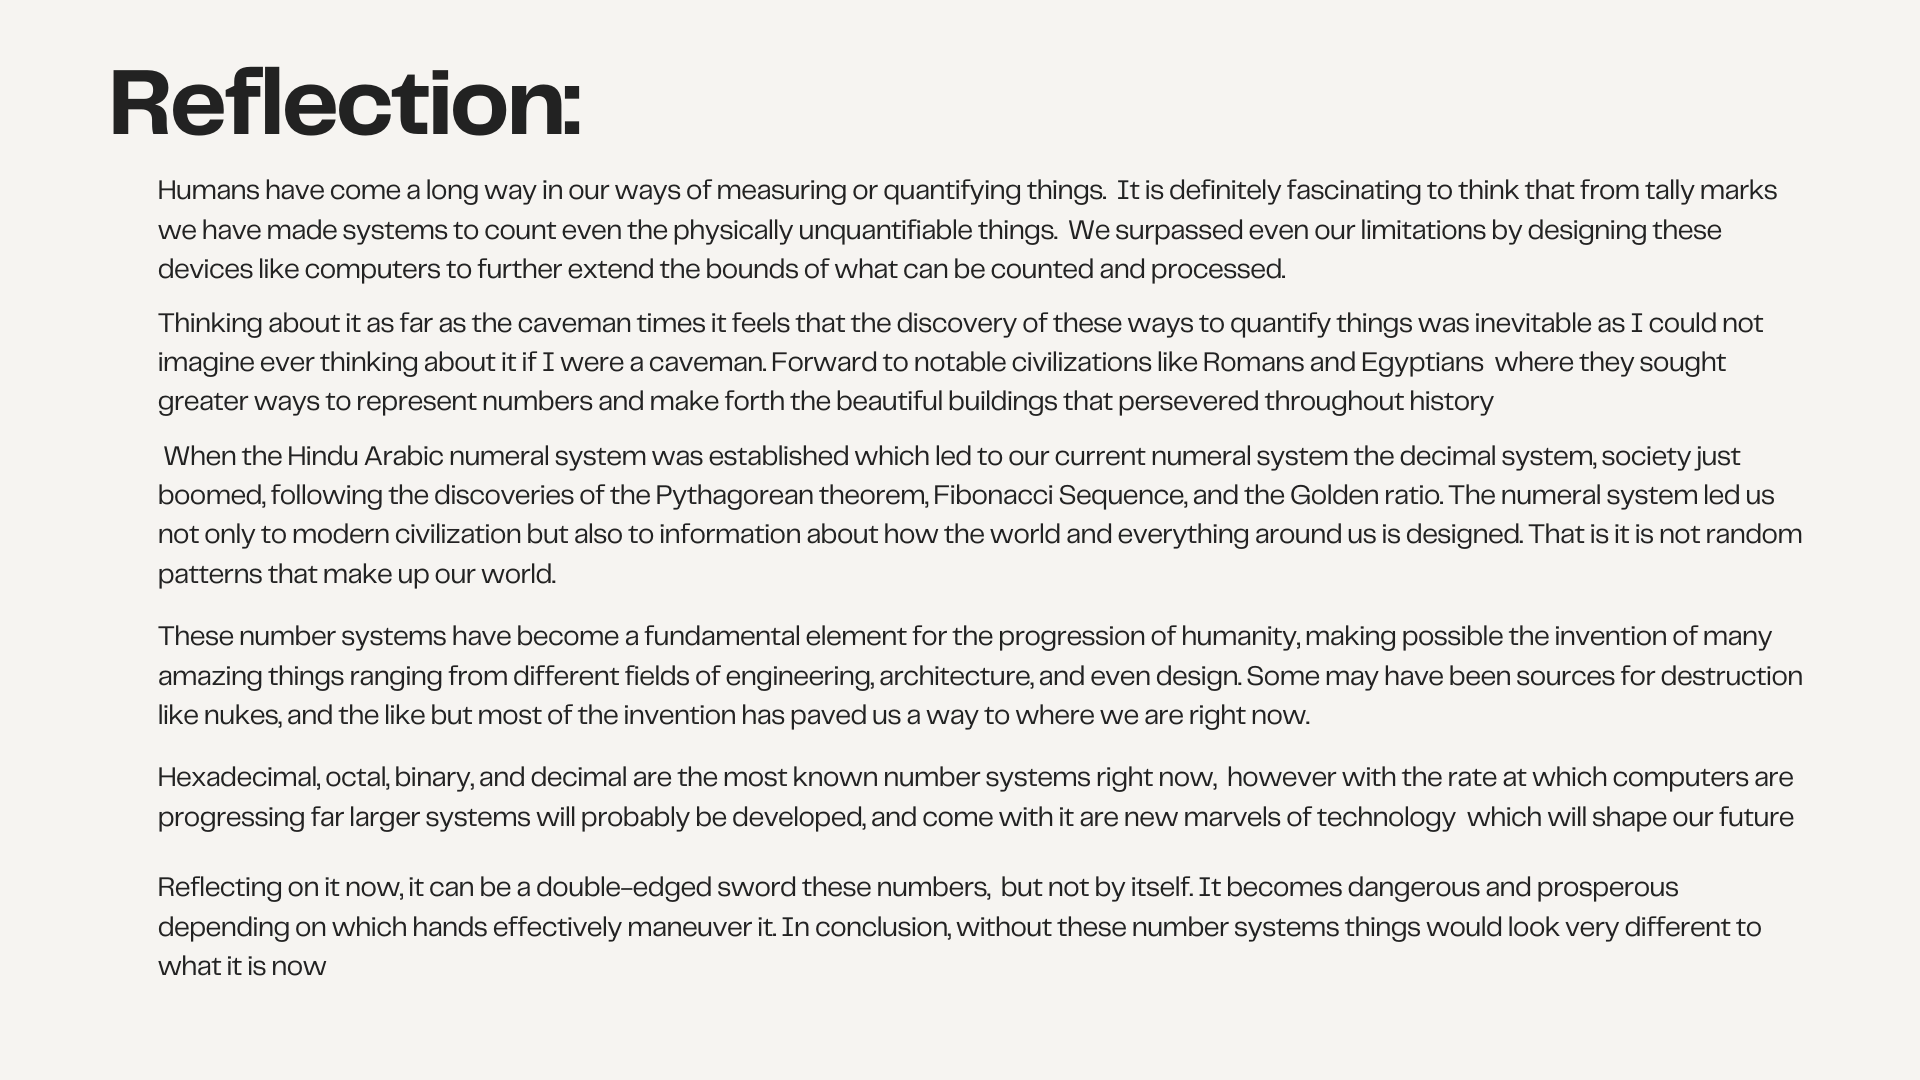 Reflection:
Humans have come a long way in our ways of measuring or quantifying things.  It is definitely fascinating to think that from tally marks
we have made systems to count even the physically unquantifiable things.  We surpassed even our limitations by designing these
devices like computers to further extend the bounds of what can be counted and processed.
Thinking about it as far as the caveman times it feels that the discovery of these ways to quantify things was inevitable as I could not
imagine ever thinking about it if I were a caveman. Forward to notable civilizations like Romans and Egyptians  where they sought
greater ways to represent numbers and make forth the beautiful buildings that persevered throughout history
When the Hindu Arabic numeral system was established which led to our current numeral system the decimal system, society just
boomed, following the discoveries of the Pythagorean theorem, Fibonacci Sequence, and the Golden ratio. The numeral system led us
not only to modern civilization but also to information about how the world and everything around us is designed. That is it is not random
patterns that make up our world.
These number systems have become a fundamental element for the progression of humanity, making possible the invention of many
amazing things ranging from different fields of engineering, architecture, and even design. Some may have been sources for destruction
like nukes, and the like but most of the invention has paved us a way to where we are right now.
Hexadecimal, octal, binary, and decimal are the most known number systems right now,  however with the rate at which computers are
progressing far larger systems will probably be developed, and come with it are new marvels of technology  which will shape our future
Reflecting on it now, it can be a double-edged sword these numbers,  but not by itself. It becomes dangerous and prosperous
depending on which hands effectively maneuver it. In conclusion, without these number systems things would look very different to
what it is now